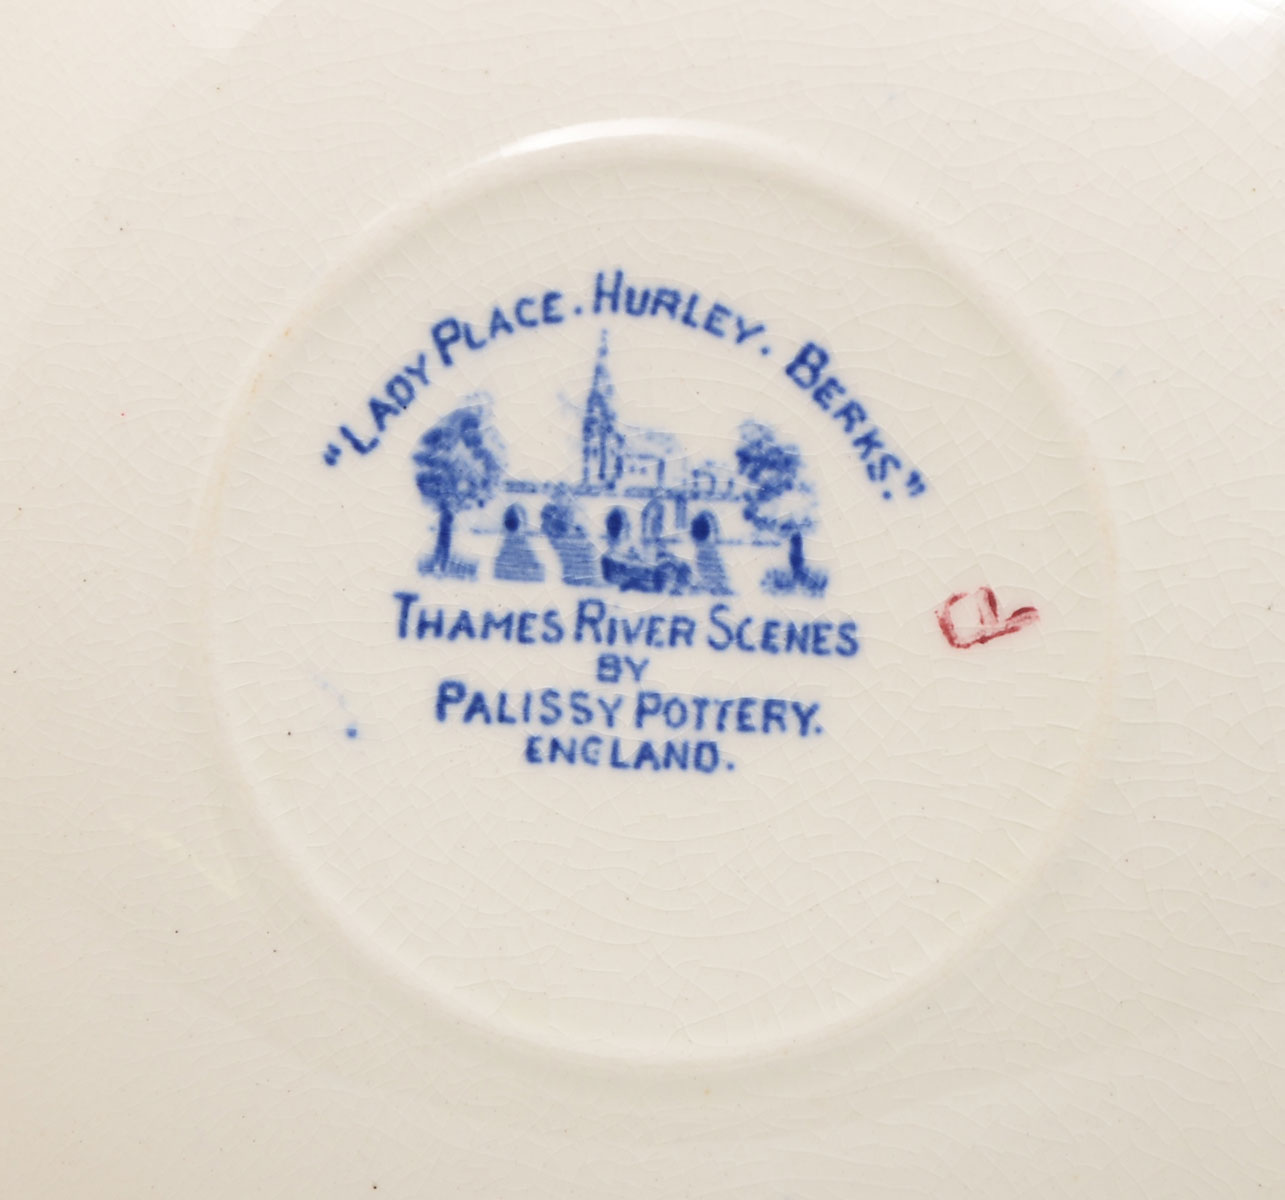 "LADY PLACE. HURLEY. BERKS."
THAMES RIVER SCENES
BY
PALISSY POTTERY.
ENGLAND.